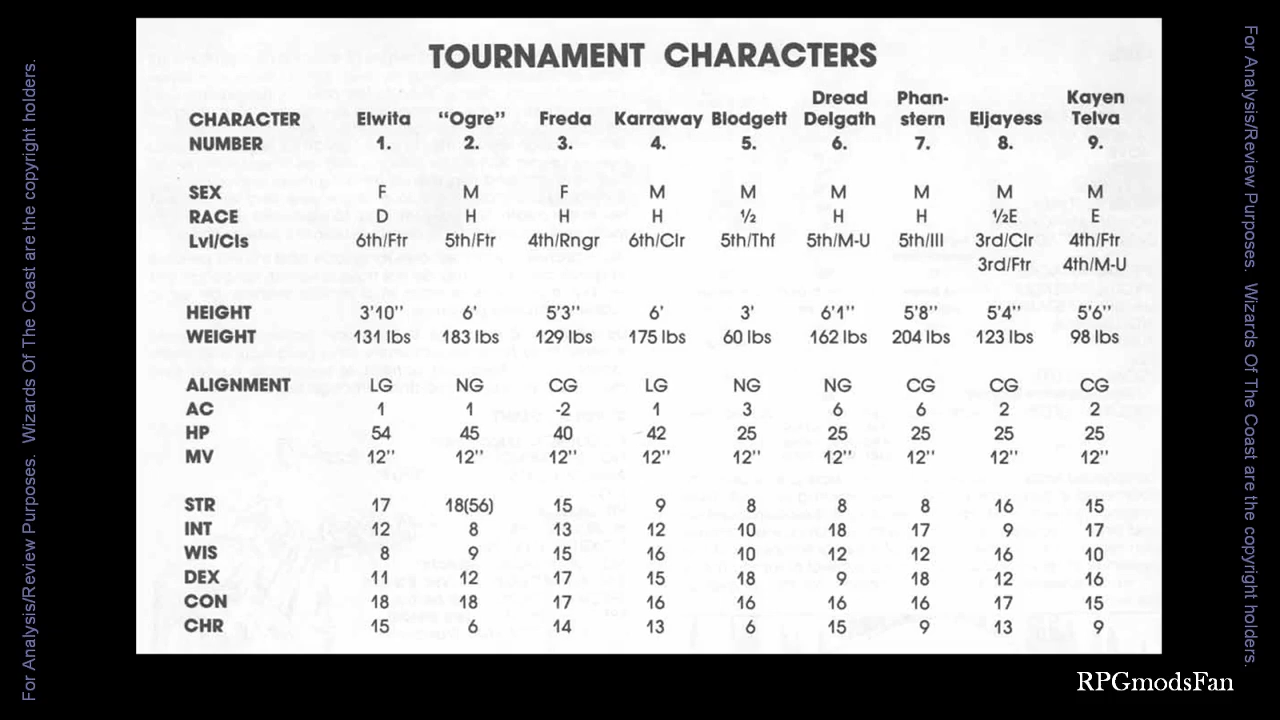 TOURNAMENT CHARACTERS
Dread Phan- Kayen
CHARACTER Elwita “Ogre” Freda Karraway Blodgett Delgath stern Eljayess Telva
NUMBER 1. 2. 3. 4. 5. 6. 7. 8. 9.
SEX F M F M M M M M M
RACE D H H H ½ H H ½E E
Lvl/Cls 6th/Ftr 5th/Ftr 4th/Rngr 6th/Clr 5th/Thf 5th/M-U 5th/Ill 3rd/Clr 4th/Ftr
3rd/Ftr 4th/M-U
HEIGHT 3'10'' 6' 5'3'' 6' 3' 6'1'' 5'8'' 5'4'' 5'6''
WEIGHT 131 lbs 183 lbs 129 lbs 175 lbs 60 lbs 162 lbs 204 lbs 123 lbs 98 lbs
ALIGNMENT LG NG CG LG NG NG CG CG CG
AC 1 1 -2 1 3 6 6 2 2
HP 54 45 40 42 25 25 25 25 25
MV 12'' 12'' 12'' 12'' 12'' 12'' 12'' 12'' 12''
STR 17 18(56) 15 9 8 8 8 16 15
INT 12 8 13 12 10 18 17 9 17
WIS 8 9 15 16 10 12 12 16 10
DEX 11 12 17 15 18 9 18 12 16
CON 18 18 17 16 16 16 16 17 15
CHR 15 6 14 13 6 15 9 13 9
For Analysis/Review Purposes. Wizards Of The Coast are the copyright holders.
For Analysis/Review Purposes. Wizards Of The Coast are the copyright holders.
RPGmodsFan